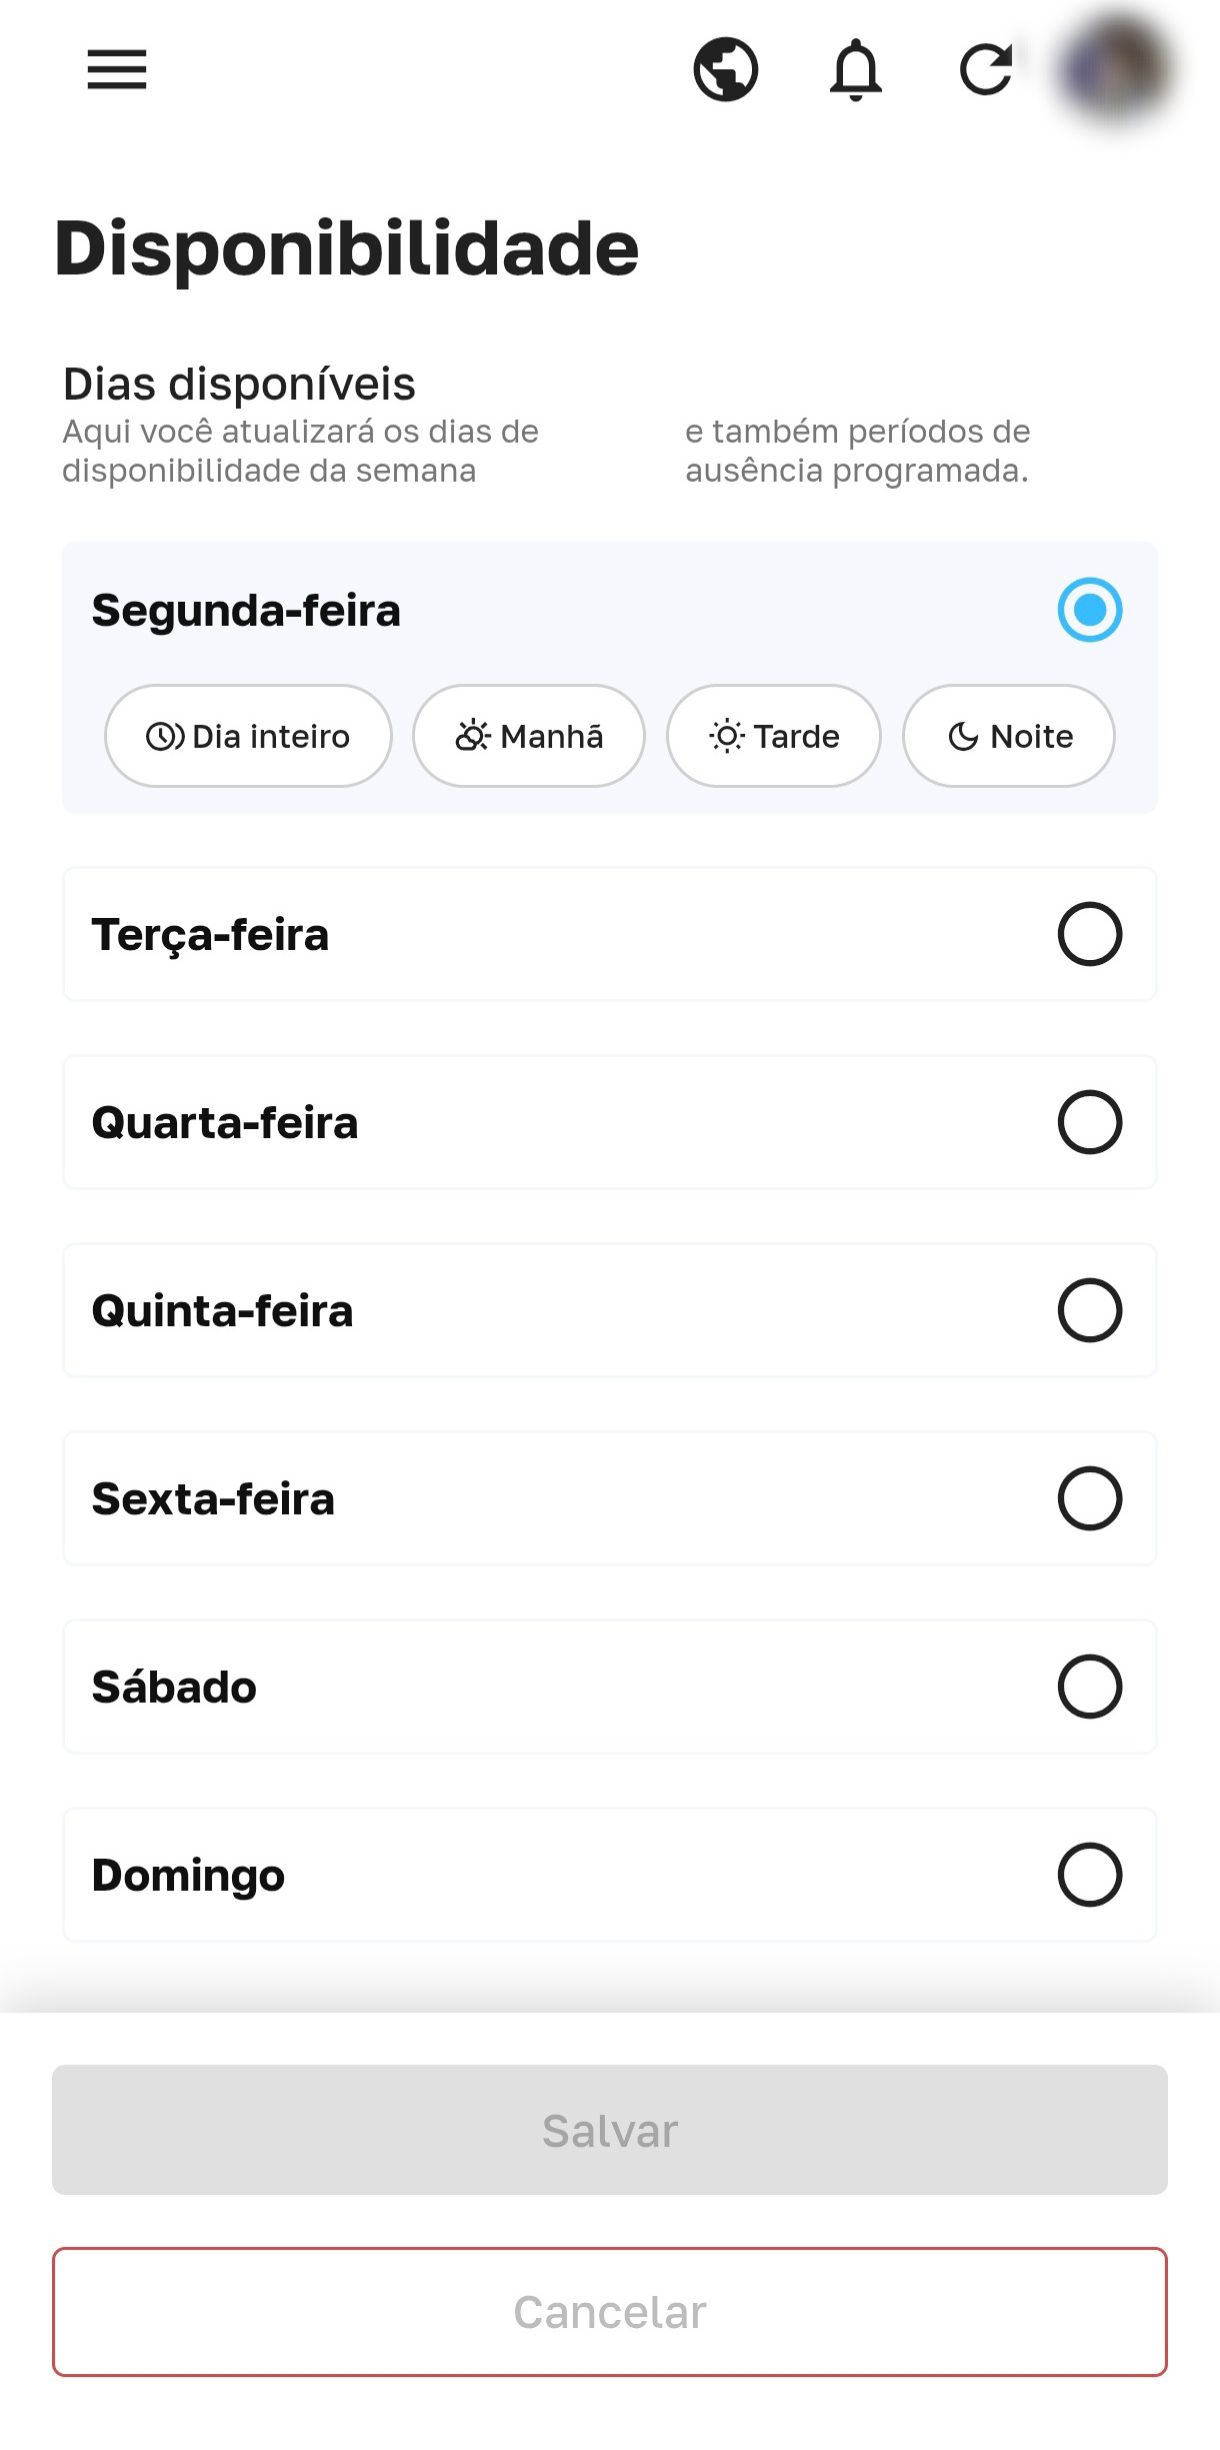 Disponibilidade
Dias disponíveis
Aqui você atualizará os dias de
disponibilidade da semana
e também períodos de
ausência programada.
Segunda-feira
Dia inteiro
Manhã
Tarde
Noite
Terça-feira
Quarta-feira
Quinta-feira
Sexta-feira
Sábado
Domingo
Salvar
Cancelar